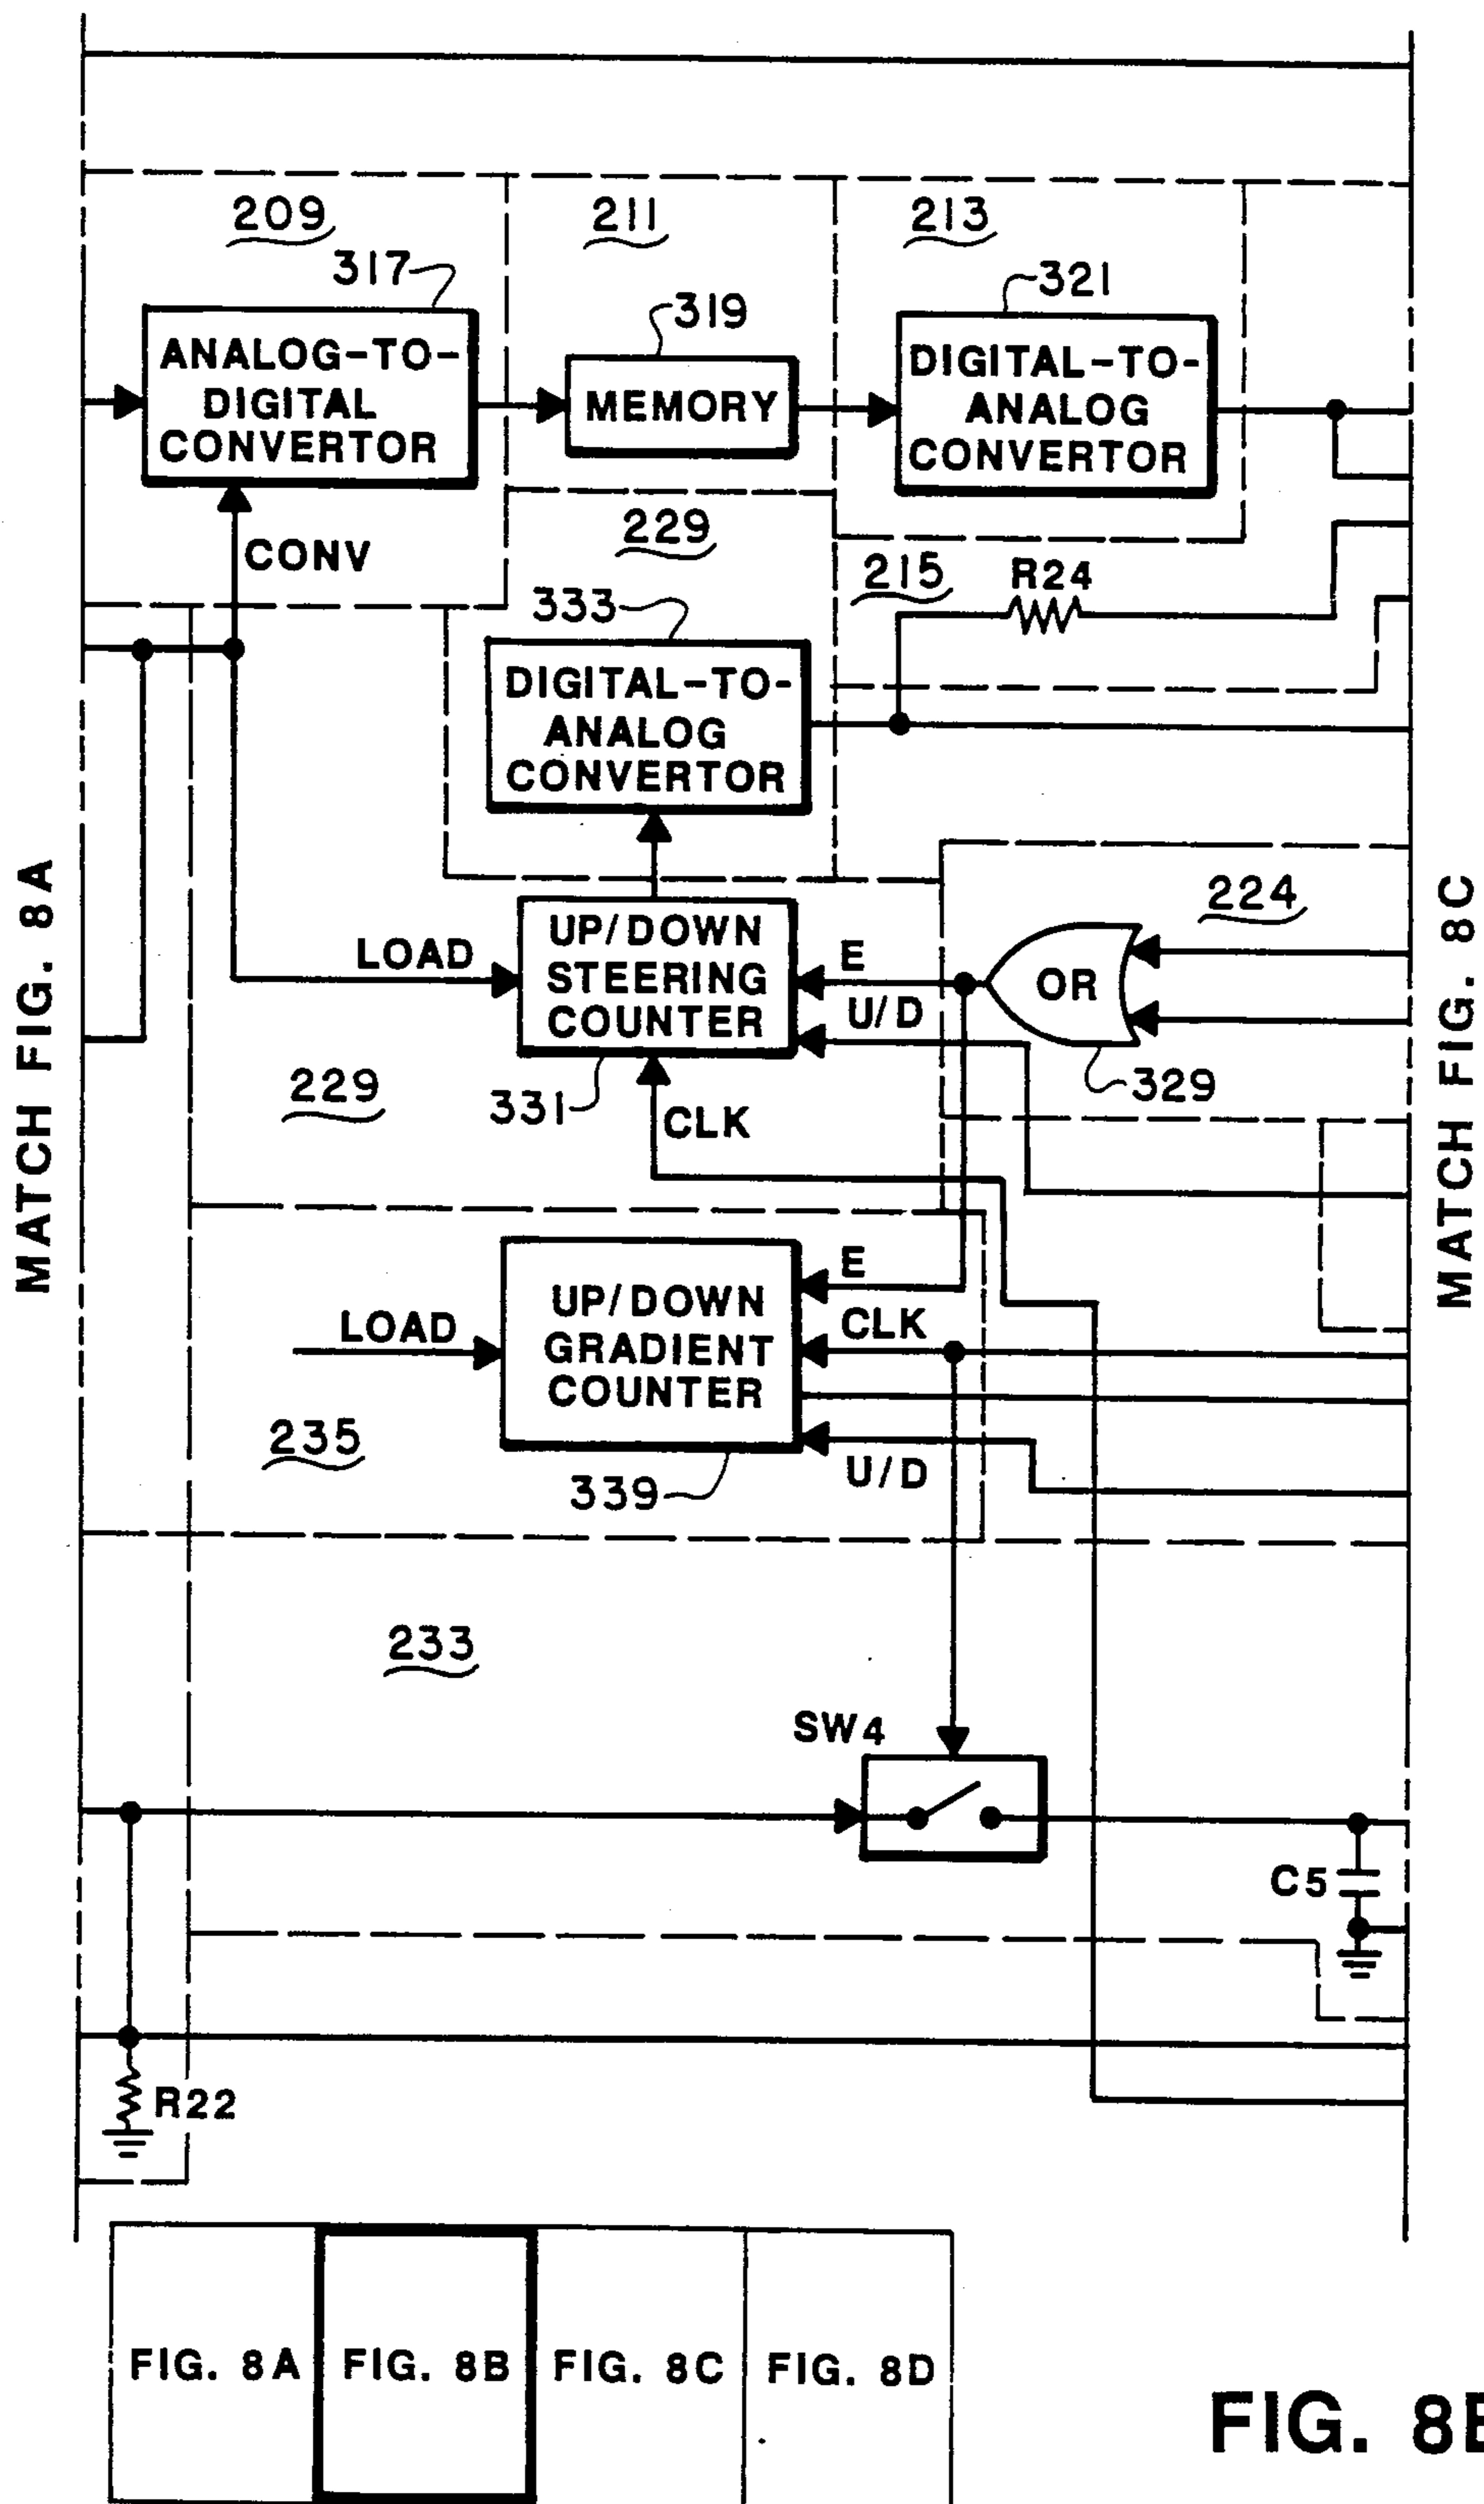 209
211
213
317
319
321
ANALOG-TO-
DIGITAL
CONVERTOR
MEMORY
DIGITAL-TO-
ANALOG
CONVERTOR
CONV
229
215
R24
333
DIGITAL-TO-
ANALOG
CONVERTOR
MATCH FIG. 8A
MATCH FIG. 8C
224
LOAD
UP/DOWN
STEERING
COUNTER
E
U/D
OR
229
331
CLK
329
LOAD
UP/DOWN
GRADIENT
COUNTER
E
CLK
U/D
235
339
233
SW4
C5
R22
FIG. 8A
FIG. 8B
FIG. 8C
FIG. 8D
FIG. 8B